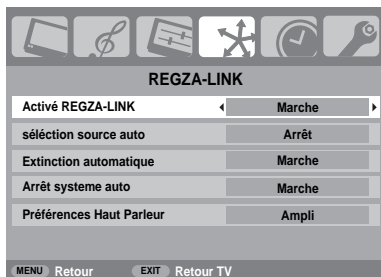 REGZA-LINK
Activé REGZA-LINK Marche
séléction source auto Arrêt
Extinction automatique Marche
Arrêt systeme auto Marche
Préférences Haut Parleur Ampli
MENU Retour EXIT Retour TV